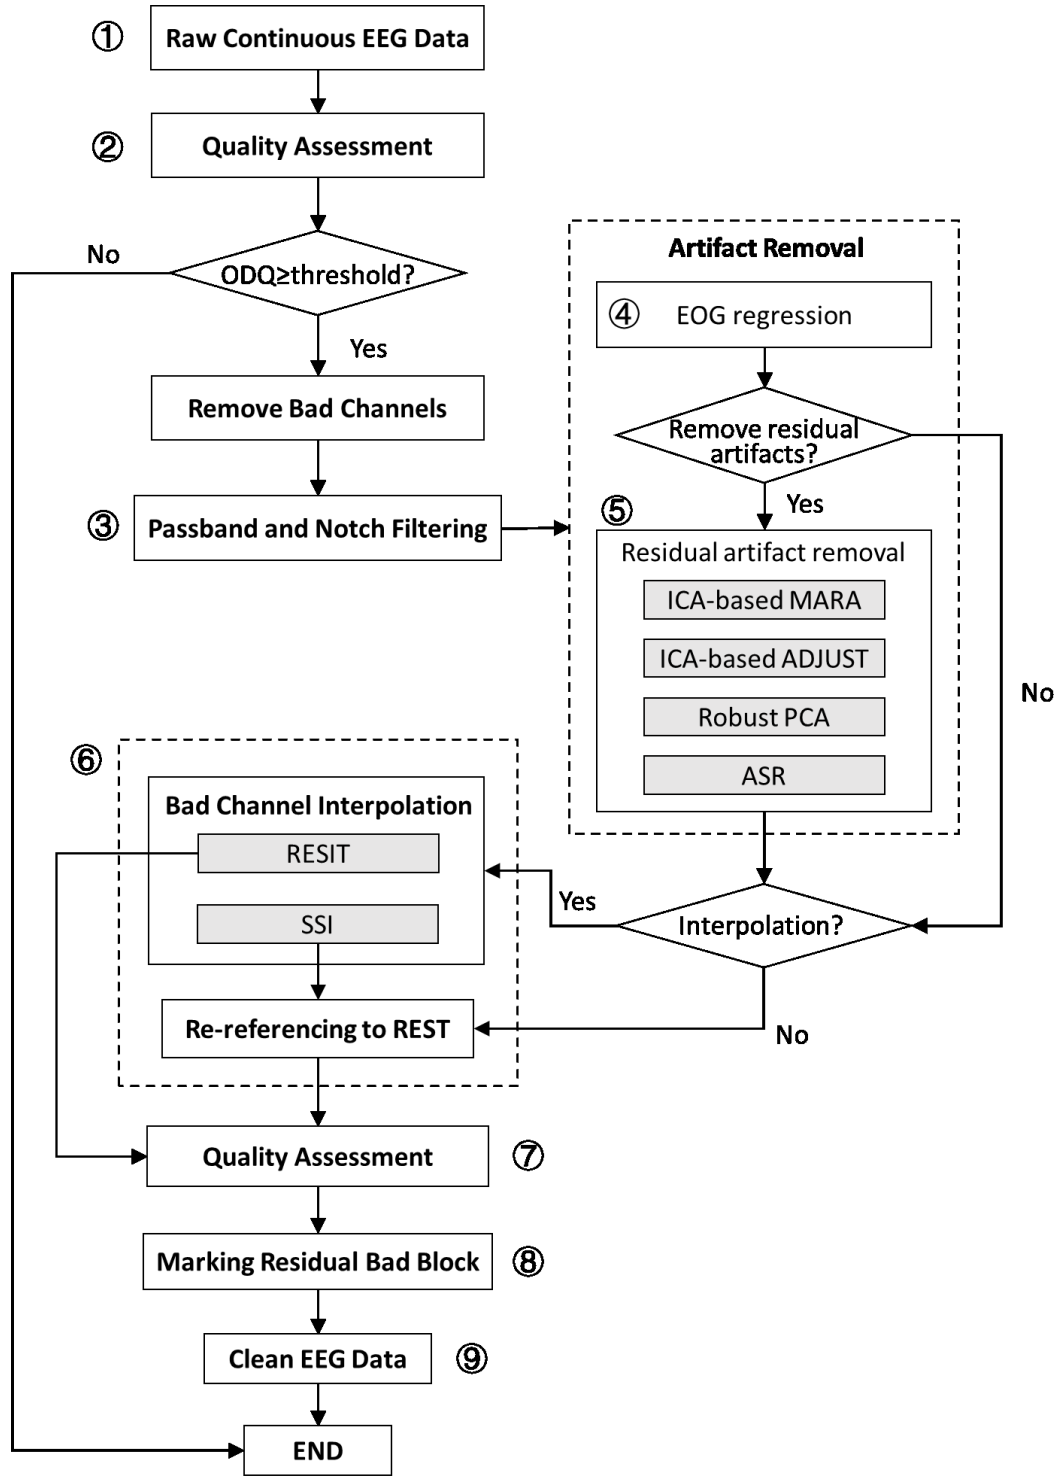 ① Raw Continuous EEG Data
② Quality Assessment
No
ODQ≥threshold?
Yes
Remove Bad Channels
③ Passband and Notch Filtering
Artifact Removal
④ EOG regression
Remove residual
artifacts?
Yes
No
⑤
Residual artifact removal
ICA-based MARA
ICA-based ADJUST
Robust PCA
ASR
Interpolation?
Yes
No
⑥
Bad Channel Interpolation
RESIT
SSI
Re-referencing to REST
Quality Assessment ⑦
Marking Residual Bad Block ⑧
Clean EEG Data ⑨
END